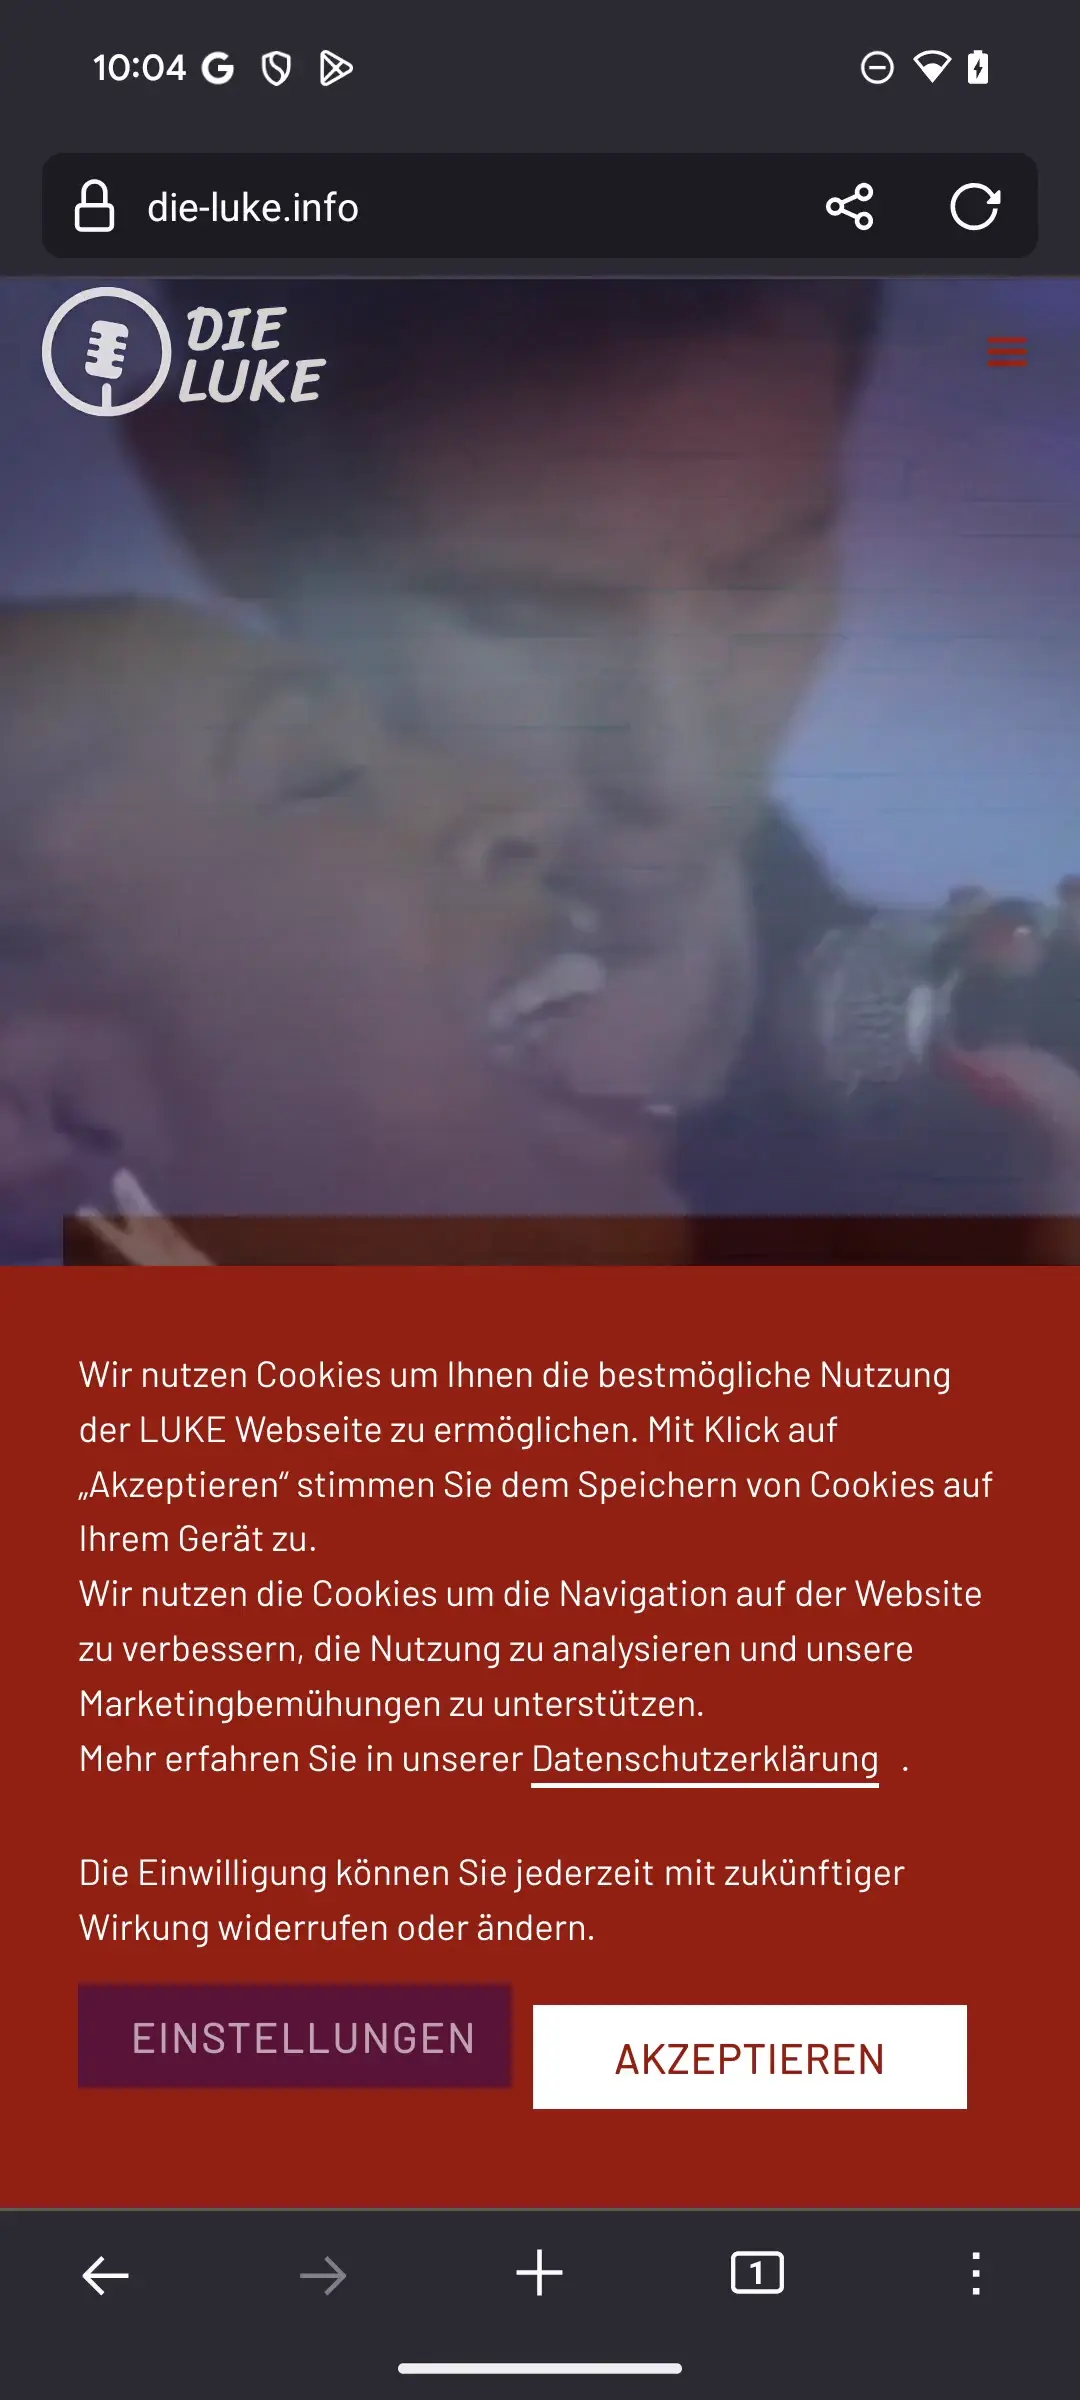 10:04
die-luke.info
DIE
LUKE
Wir nutzen Cookies um Ihnen die bestmögliche Nutzung
der LUKE Webseite zu ermöglichen. Mit Klick auf
„Akzeptieren“ stimmen Sie dem Speichern von Cookies auf
Ihrem Gerät zu.
Wir nutzen die Cookies um die Navigation auf der Website
zu verbessern, die Nutzung zu analysieren und unsere
Marketingbemühungen zu unterstützen.
Mehr erfahren Sie in unserer Datenschutzerklärung .
Die Einwilligung können Sie jederzeit mit zukünftiger
Wirkung widerrufen oder ändern.
EINSTELLUNGEN
AKZEPTIEREN
1